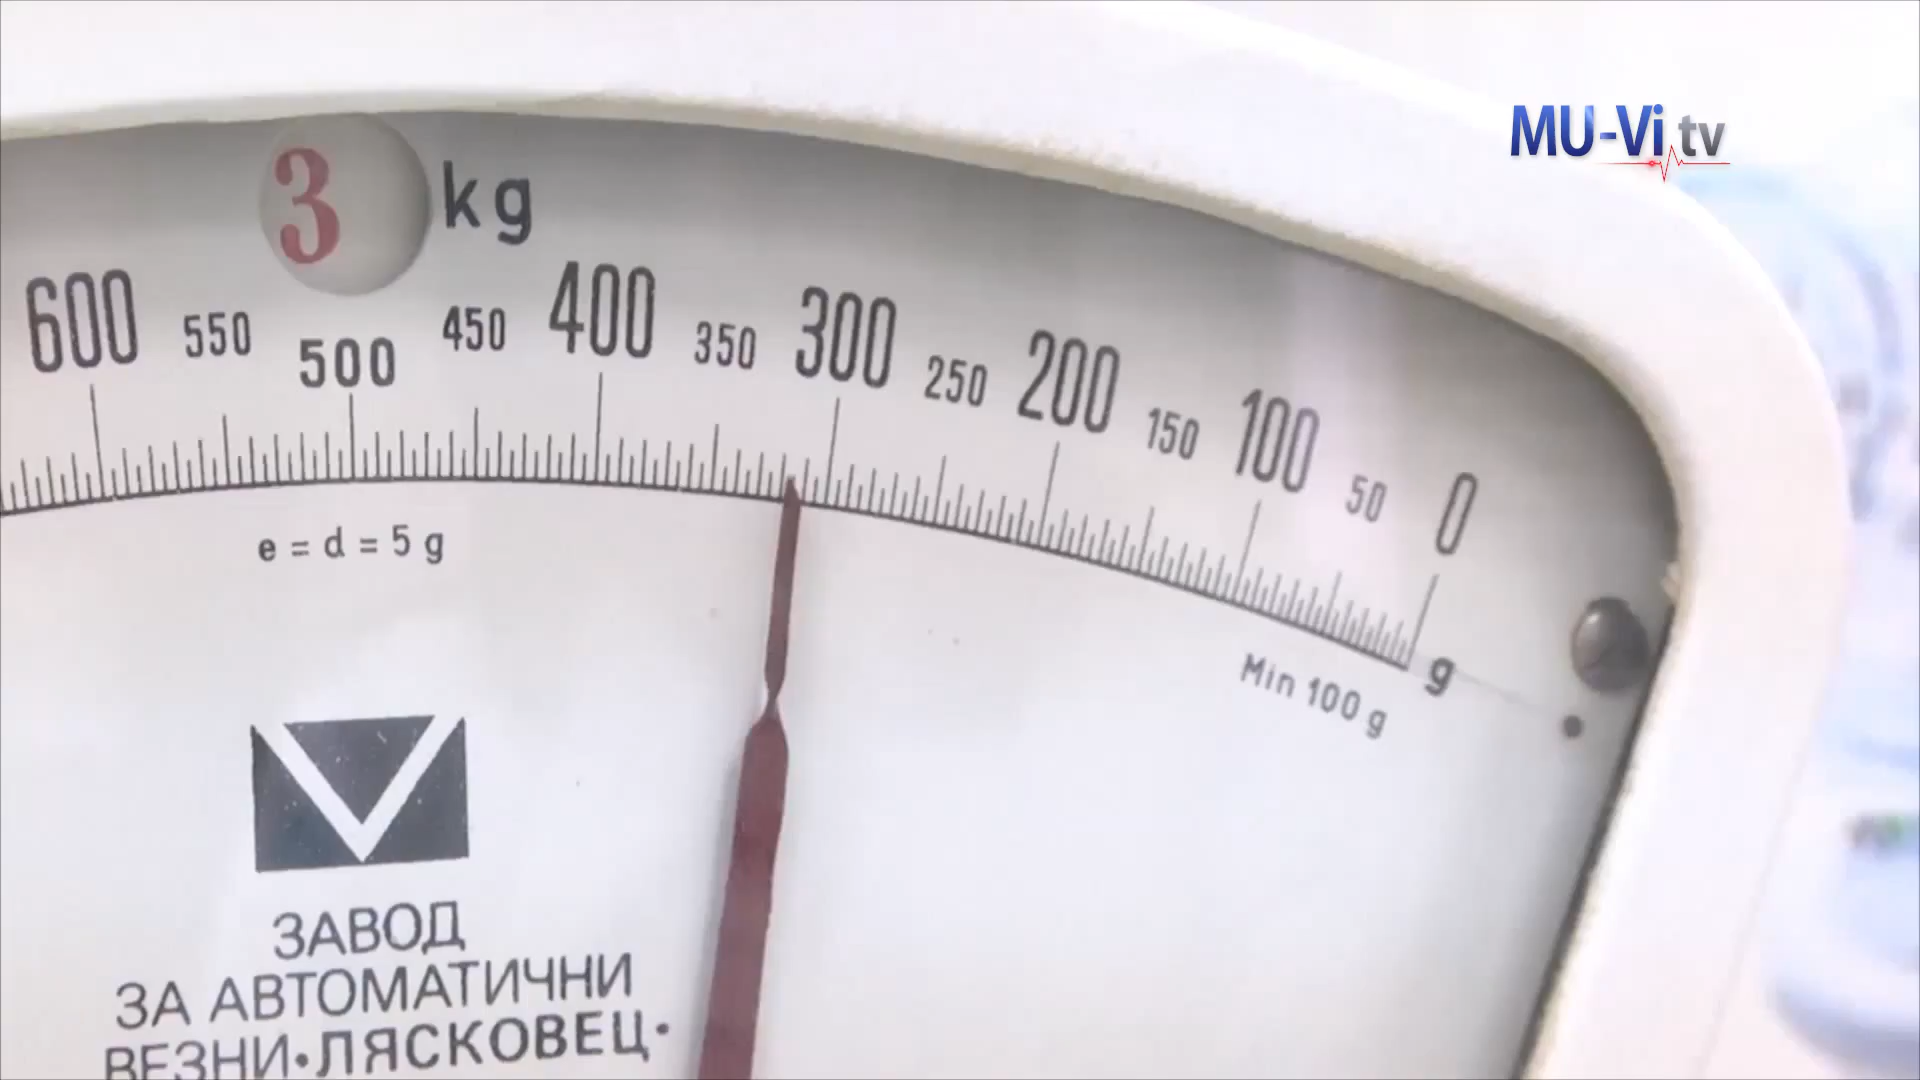 MU-Vi tv
3 kg
600 550 500 450 400 350 300 250 200 150 100 50 0
g
e = d = 5 g
Min 100 g
ЗАВОД
ЗА АВТОМАТИЧНИ
ВЕЗНИ•ЛЯСКОВЕЦ•